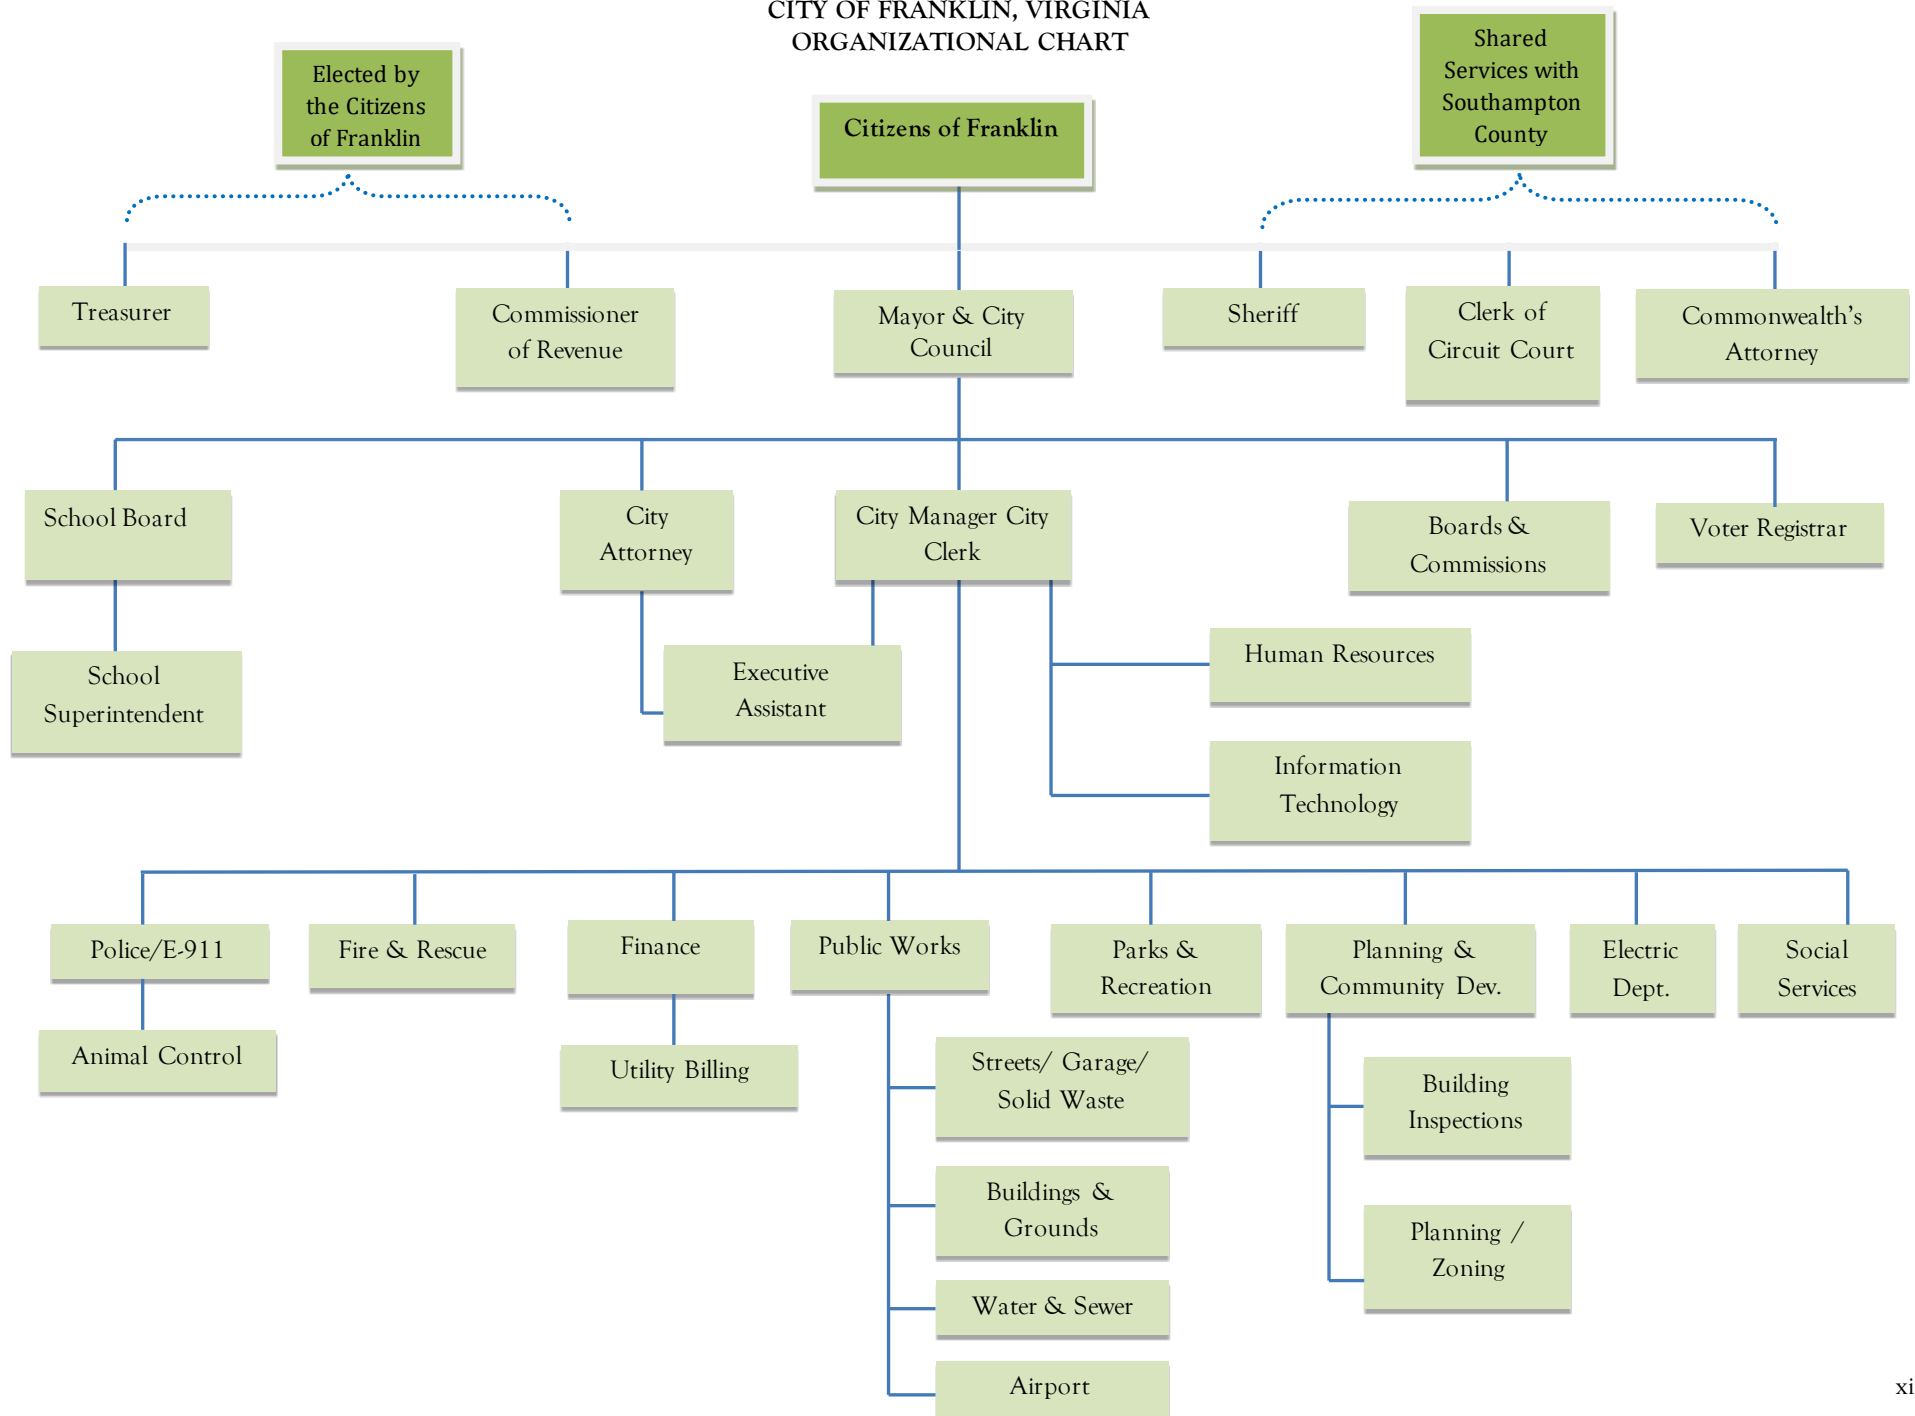 CITY OF FRANKLIN, VIRGINIA
ORGANIZATIONAL CHART
Elected by
the Citizens
of Franklin
Citizens of Franklin
Shared
Services with
Southampton
County
Treasurer
Commissioner
of Revenue
Mayor & City
Council
Sheriff
Clerk of
Circuit Court
Commonwealth's
Attorney
School Board
City
Attorney
City Manager City
Clerk
Boards &
Commissions
Voter Registrar
School
Superintendent
Executive
Assistant
Human Resources
Information
Technology
Police/E-911
Fire & Rescue
Finance
Public Works
Parks &
Recreation
Planning &
Community Dev.
Electric
Dept.
Social
Services
Animal Control
Utility Billing
Streets/ Garage/
Solid Waste
Building
Inspections
Buildings &
Grounds
Planning /
Zoning
Water & Sewer
Airport
xi